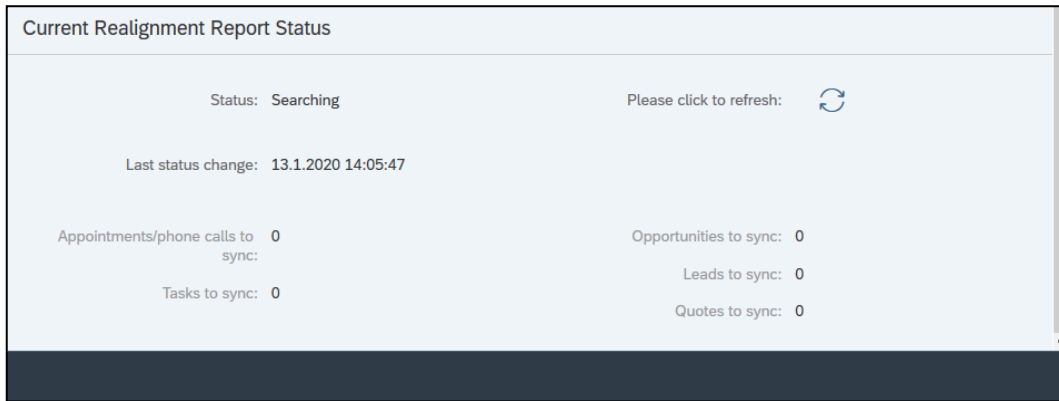 Current Realignment Report Status
Status: Searching
Please click to refresh:
Last status change: 13.1.2020 14:05:47
Appointments/phone calls to 0
sync:
Opportunities to sync: 0
Leads to sync: 0
Tasks to sync: 0
Quotes to sync: 0